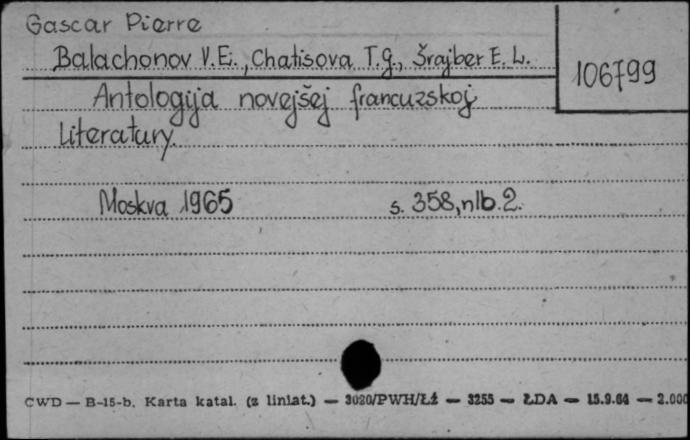 Gascar Pierre
Balachonov V.E., Chatisova T.G., Šrajber E. L.
106799
Antologija novejšej francuzskoj
Literatury.
Moskva 1965 s. 358, nlb. 2.
CWD — B-15-b. Karta katal. (z liniat.) — 3020/PWH/Łź — 3255 — ŁDA — 15.9.64 — 2.000